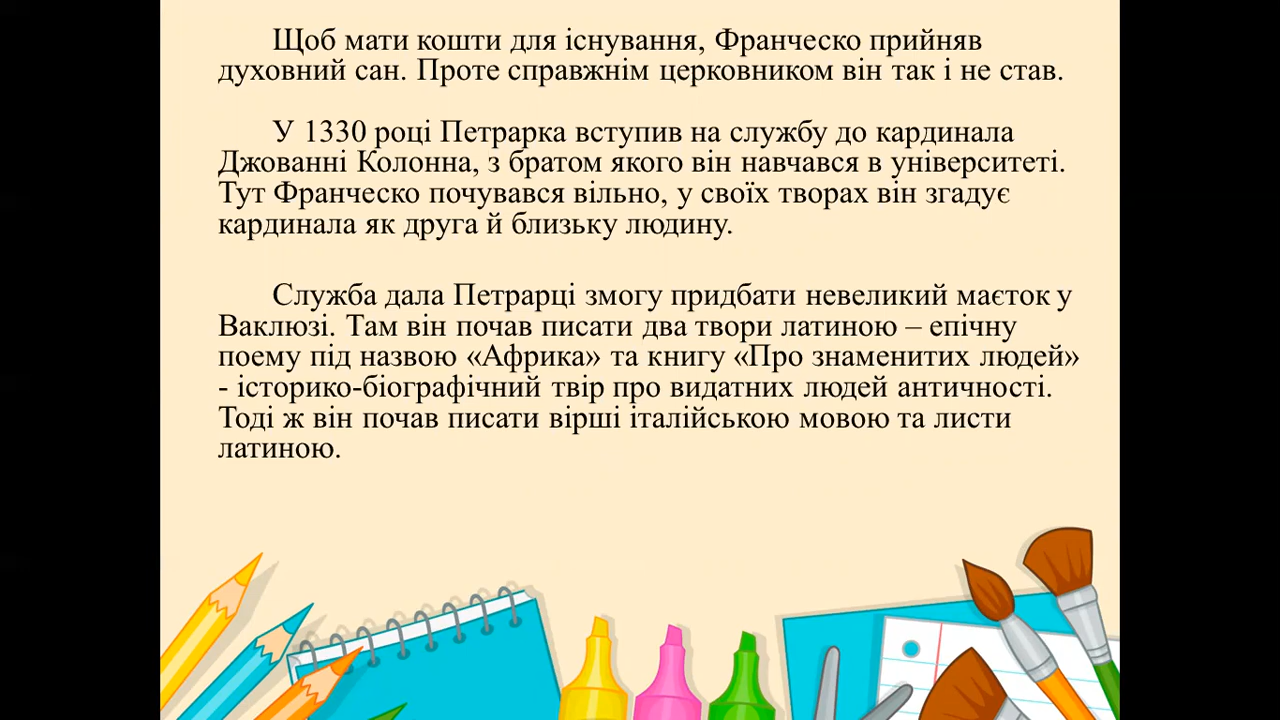 Щоб мати кошти для існування, Франческо прийняв
духовний сан. Проте справжнім церковником він так і не став.
У 1330 році Петрарка вступив на службу до кардинала
Джованні Колонна, з братом якого він навчався в університеті.
Тут Франческо почувався вільно, у своїх творах він згадує
кардинала як друга й близьку людину.
Служба дала Петрарці змогу придбати невеликий маєток у
Ваклюзі. Там він почав писати два твори латиною – епічну
поему під назвою «Африка» та книгу «Про знаменитих людей»
- історико-біографічний твір про видатних людей античності.
Тоді ж він почав писати вірші італійською мовою та листи
латиною.